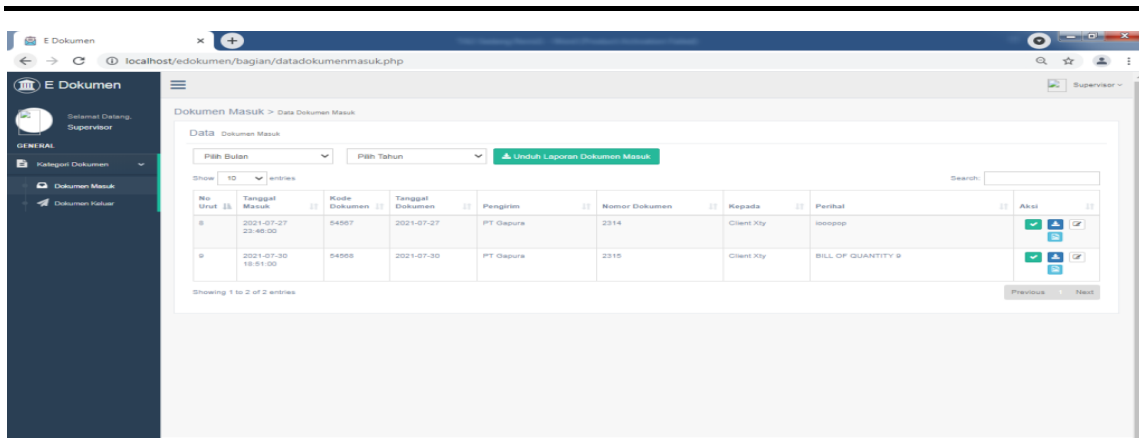 E Dokumen
localhost/edokumen/bagian/datadokumenmasuk.php
E Dokumen
Supervisor
Selamat Datang,
Supervisor
GENERAL
Kategori Dokumen
Dokumen Masuk
Dokumen Keluar
Dokumen Masuk > Data Dokumen Masuk
Data Dokumen Masuk
Pilih Bulan Pilih Tahun Unduh Laporan Dokumen Masuk
Show 10 entries Search:
No Urut Tanggal Masuk Kode Dokumen Tanggal Dokumen Pengirim Nomor Dokumen Kepada Perihal Aksi
8 2021-07-27 23:46:00 54567 2021-07-27 PT Gapura 2314 Client Xty
9 2021-07-30 18:51:00 54568 2021-07-30 PT Gapura 2315 Client Xty BILL OF QUANTITY 9
Showing 1 to 2 of 2 entries
Previous 1 Next